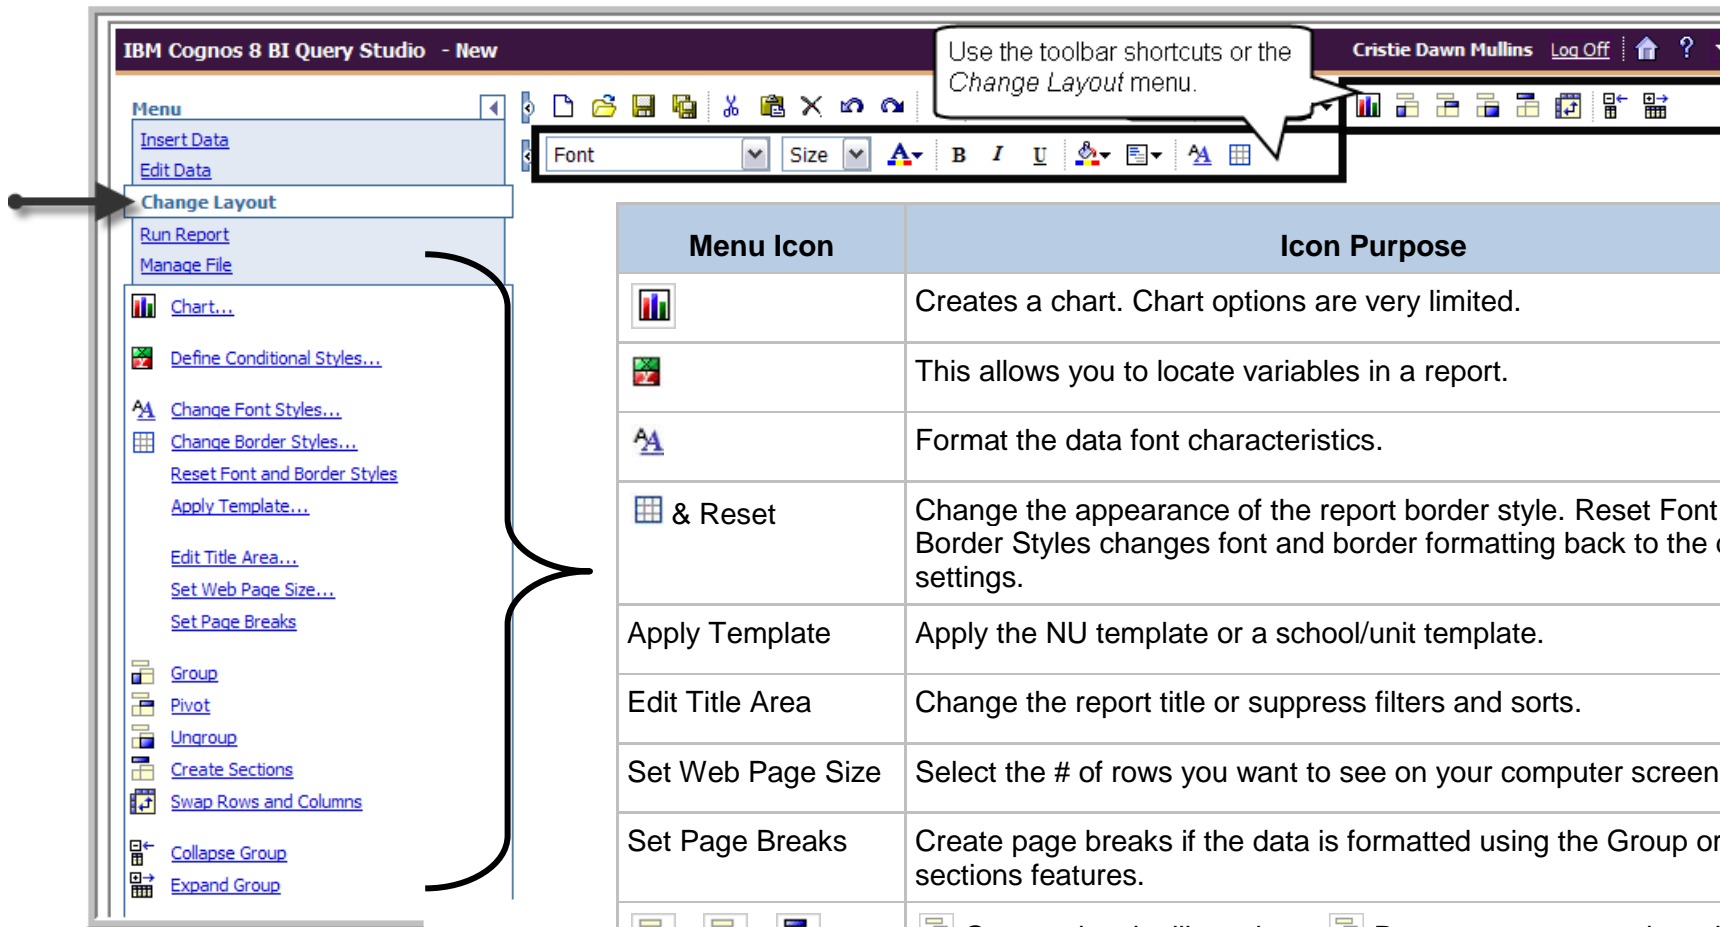 IBM Cognos 8 BI Query Studio - New
Use the toolbar shortcuts or the
Change Layout menu.
Cristie Dawn Mullins Log Off ?
Menu
Insert Data
Edit Data
Change Layout
Run Report
Manage File
Chart...
Define Conditional Styles...
Change Font Styles...
Change Border Styles...
Reset Font and Border Styles
Apply Template...
Edit Title Area...
Set Web Page Size...
Set Page Breaks
Group
Pivot
Ungroup
Create Sections
Swap Rows and Columns
Collapse Group
Expand Group
Font Size A B I U AA
Menu Icon Icon Purpose
Creates a chart. Chart options are very limited.
This allows you to locate variables in a report.
AA Format the data font characteristics.
& Reset Change the appearance of the report border style. Reset Font
Border Styles changes font and border formatting back to the
settings.
Apply Template Apply the NU template or a school/unit template.
Edit Title Area Change the report title or suppress filters and sorts.
Set Web Page Size Select the # of rows you want to see on your computer screen
Set Page Breaks Create page breaks if the data is formatted using the Group or
sections features.